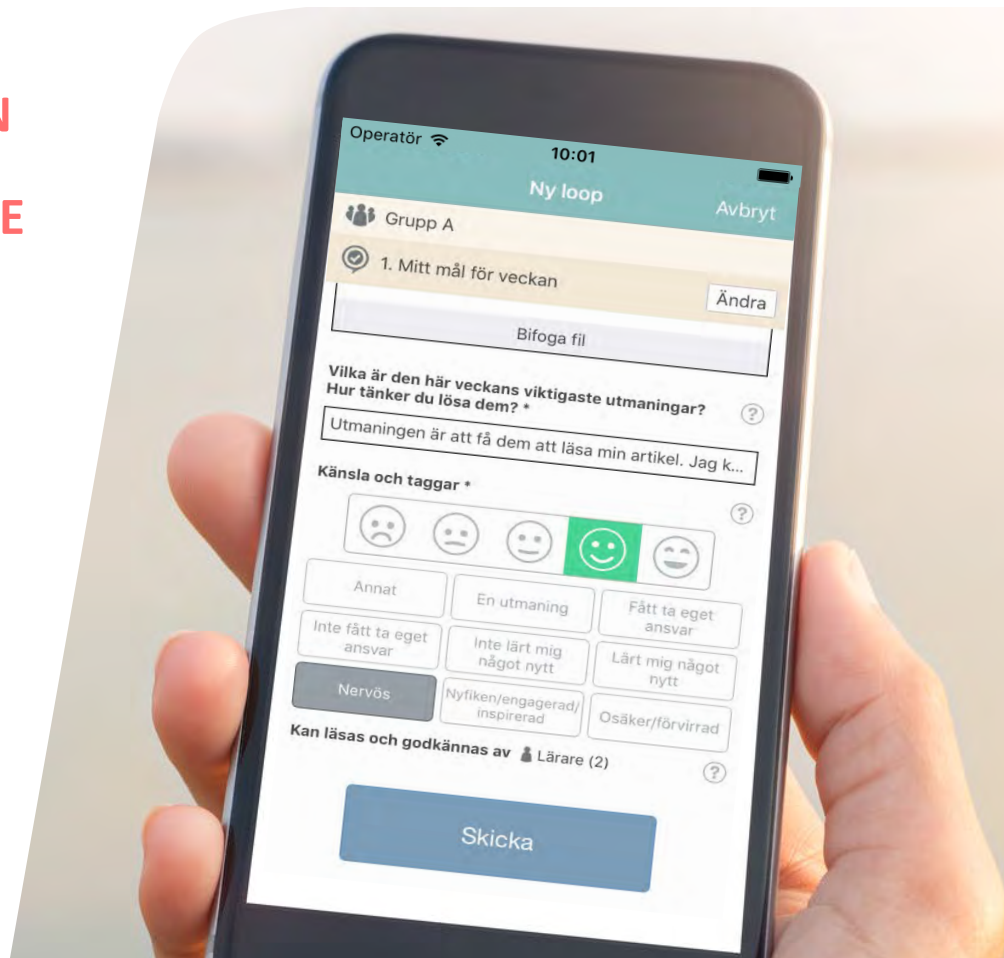 N
E
Operatör
10:01
Ny loop
Avbryt
Grupp A
1. Mitt mål för veckan
Ändra
Bifoga fil
Vilka är den här veckans viktigaste utmaningar?
Hur tänker du lösa dem? *
?
Utmaningen är att få dem att läsa min artikel. Jag k...
Känsla och taggar *
?
Annat
En utmaning
Fått ta eget
ansvar
Inte fått ta eget
ansvar
Inte lärt mig
något nytt
Lärt mig något
nytt
Nervös
Nyfiken/engagerad/
inspirerad
Osäker/förvirrad
Kan läsas och godkännas av Lärare (2)
?
Skicka